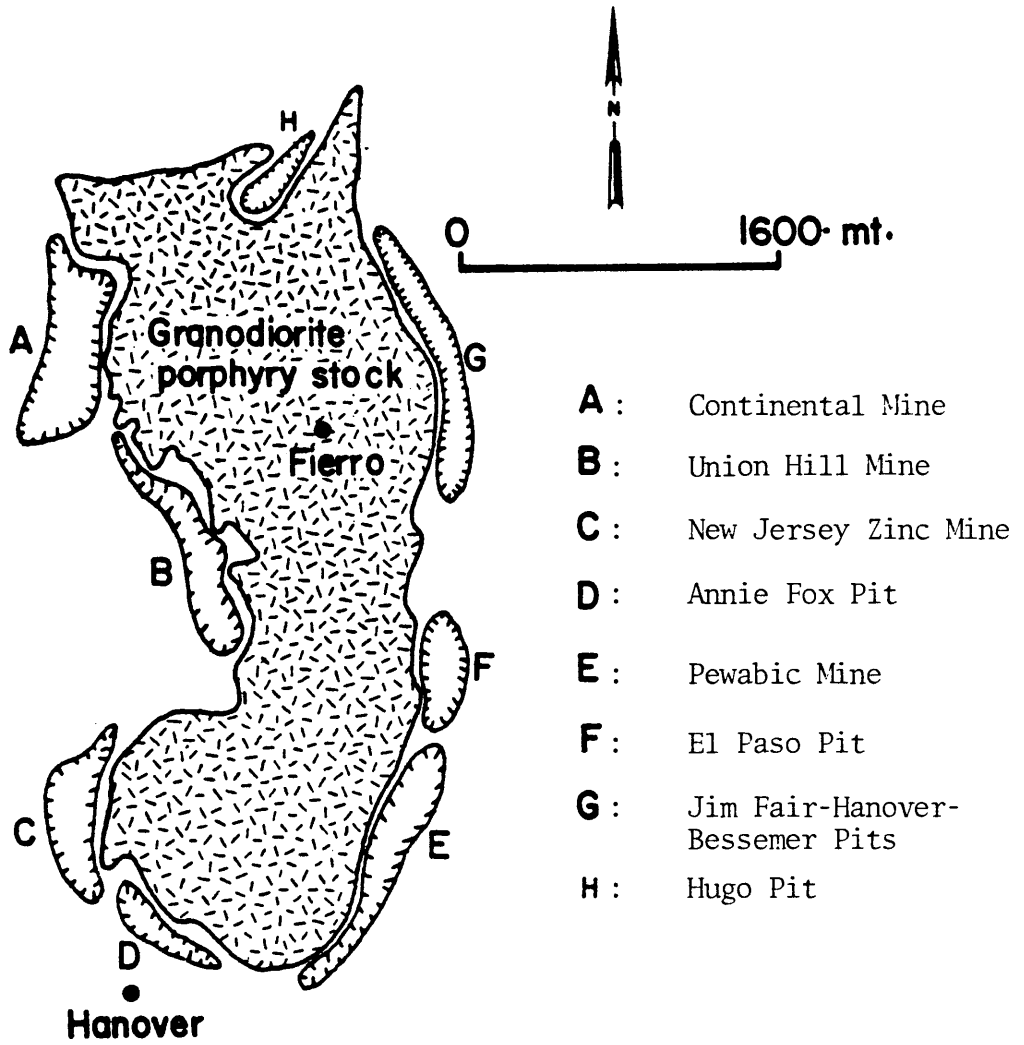 N
0 1600· mt.
H
A
G
Granodiorite
porphyry stock
Fierro
B
F
C
E
D
Hanover
A : Continental Mine
B : Union Hill Mine
C : New Jersey Zinc Mine
D : Annie Fox Pit
E : Pewabic Mine
F : El Paso Pit
G : Jim Fair-Hanover-
Bessemer Pits
H : Hugo Pit